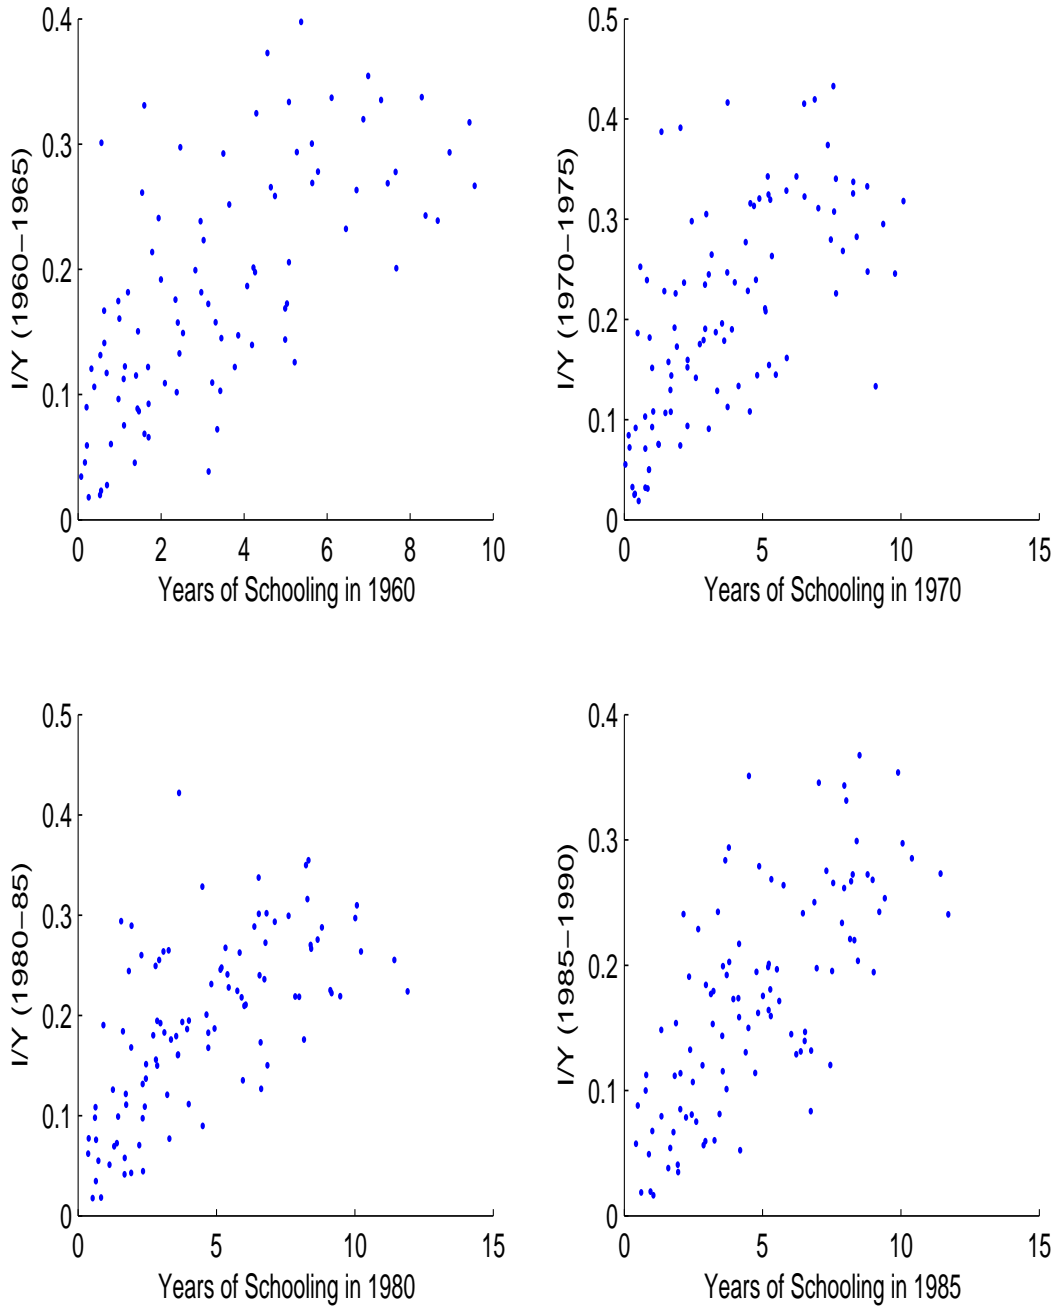 0.4
0.3
0.2
0.1
0
0 2 4 6 8 10
I/Y (1960−1965)
Years of Schooling in 1960
0.5
0.4
0.3
0.2
0.1
0
0 5 10 15
I/Y (1970−1975)
Years of Schooling in 1970
0.5
0.4
0.3
0.2
0.1
0
0 5 10 15
I/Y (1980−85)
Years of Schooling in 1980
0.4
0.3
0.2
0.1
0
0 5 10 15
I/Y (1985−1990)
Years of Schooling in 1985